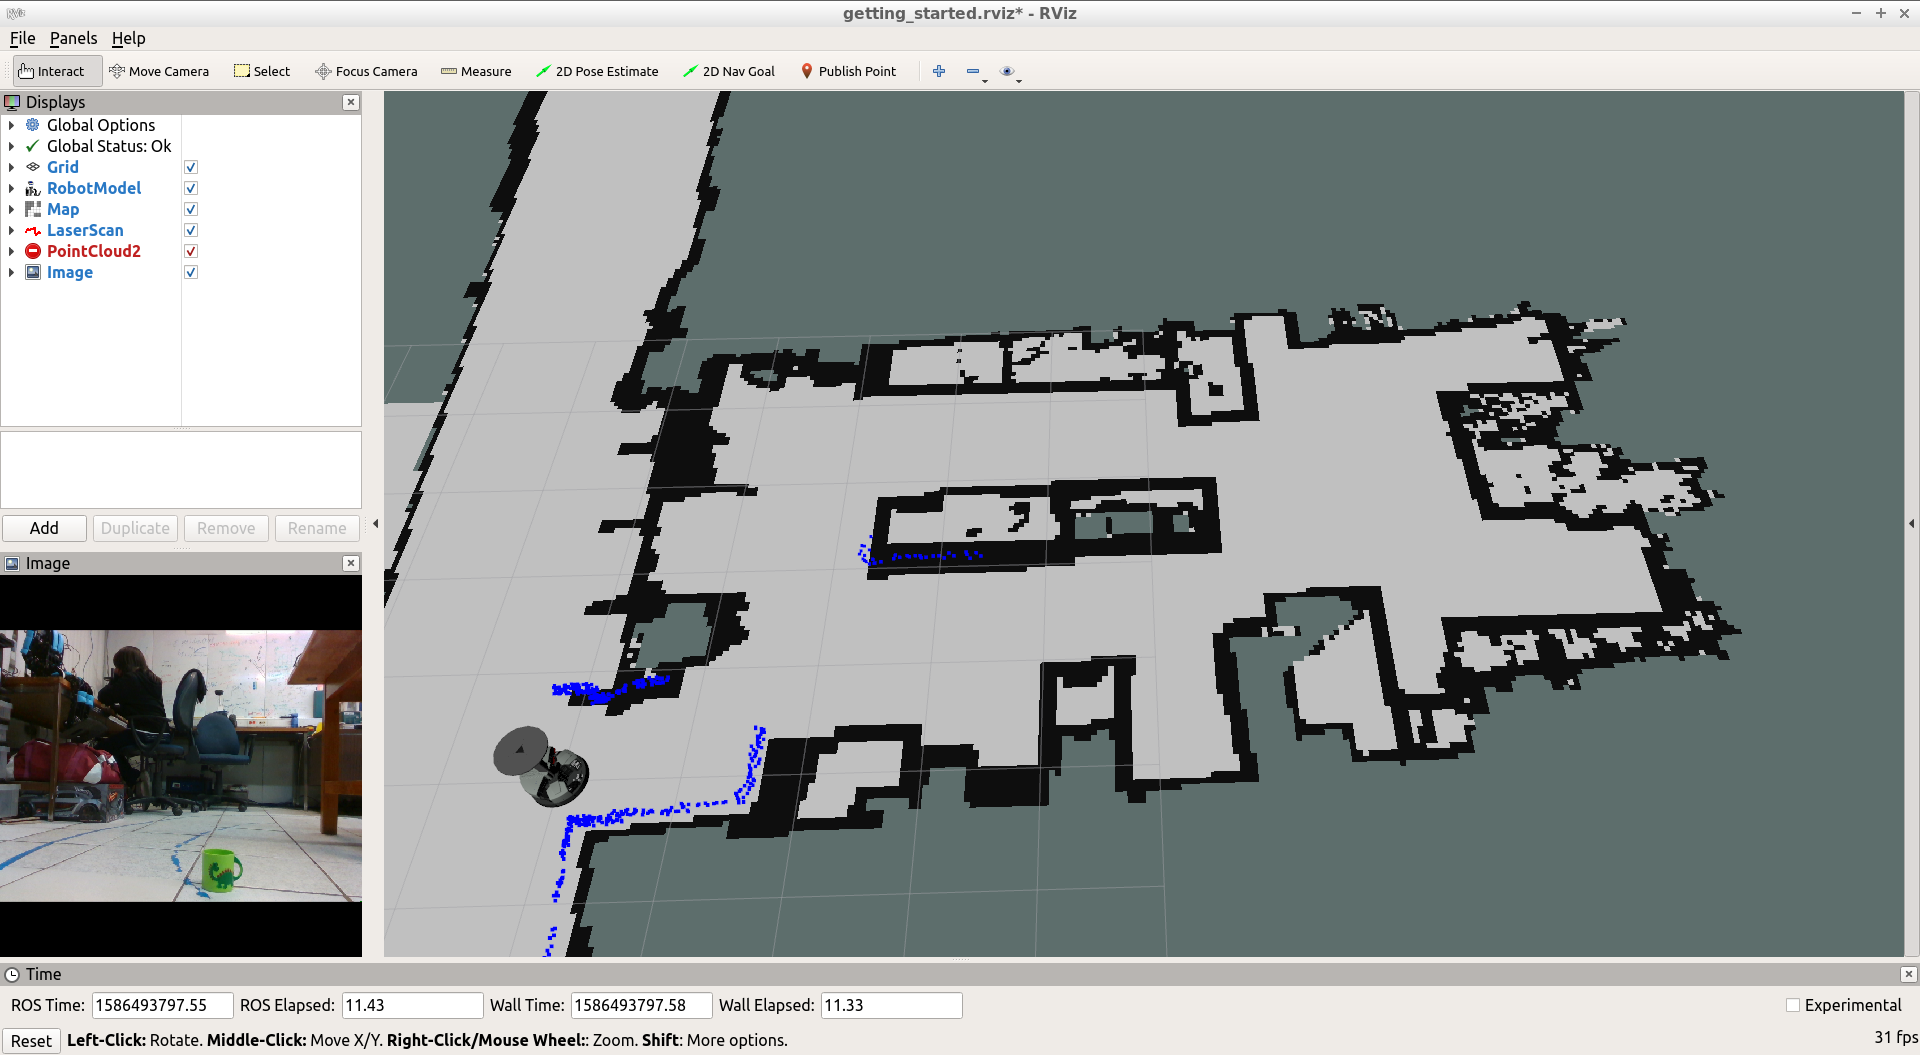 RViz
getting_started.rviz* - RViz
File Panels Help
Interact Move Camera Select Focus Camera Measure 2D Pose Estimate 2D Nav Goal Publish Point
Displays
Global Options
Global Status: Ok
Grid
RobotModel
Map
LaserScan
PointCloud2
Image
Add Duplicate Remove Rename
Image
Time
ROS Time: 1586493797.55 ROS Elapsed: 11.43 Wall Time: 1586493797.58 Wall Elapsed: 11.33 Experimental
Reset Left-Click: Rotate. Middle-Click: Move X/Y. Right-Click/Mouse Wheel:: Zoom. Shift: More options. 31 fps